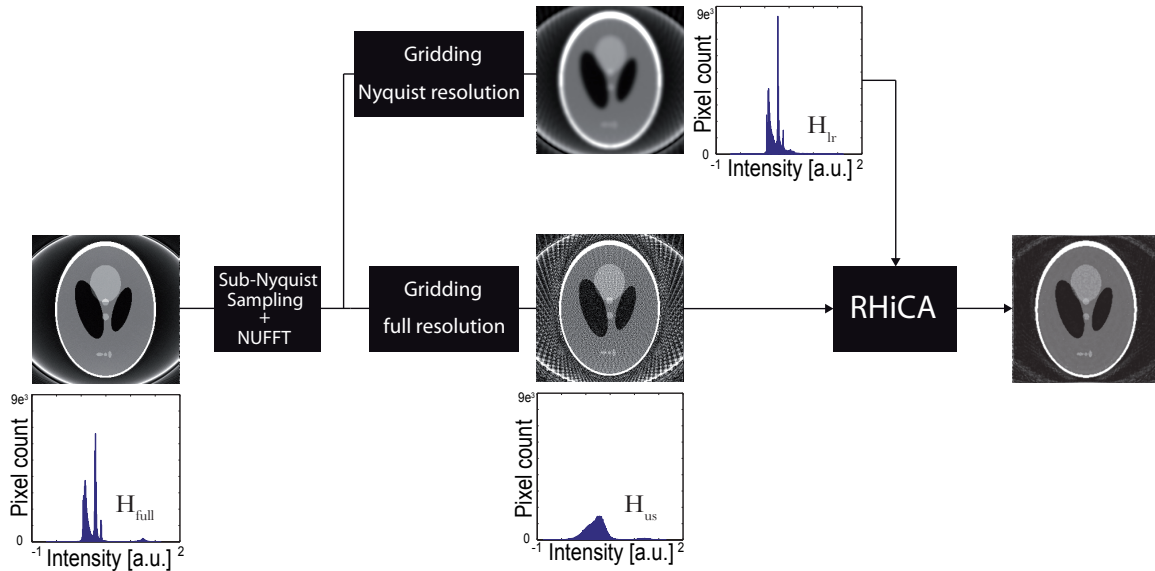 Gridding
Nyquist resolution
9e³
Pixel count
H_lr
0
-1
Intensity [a.u.]
2
Sub-Nyquist
Sampling
+
NUFFT
Gridding
full resolution
RHiCA
9e³
Pixel count
H_full
0
-1
Intensity [a.u.]
2
9e³
Pixel count
H_us
0
-1
Intensity [a.u.]
2